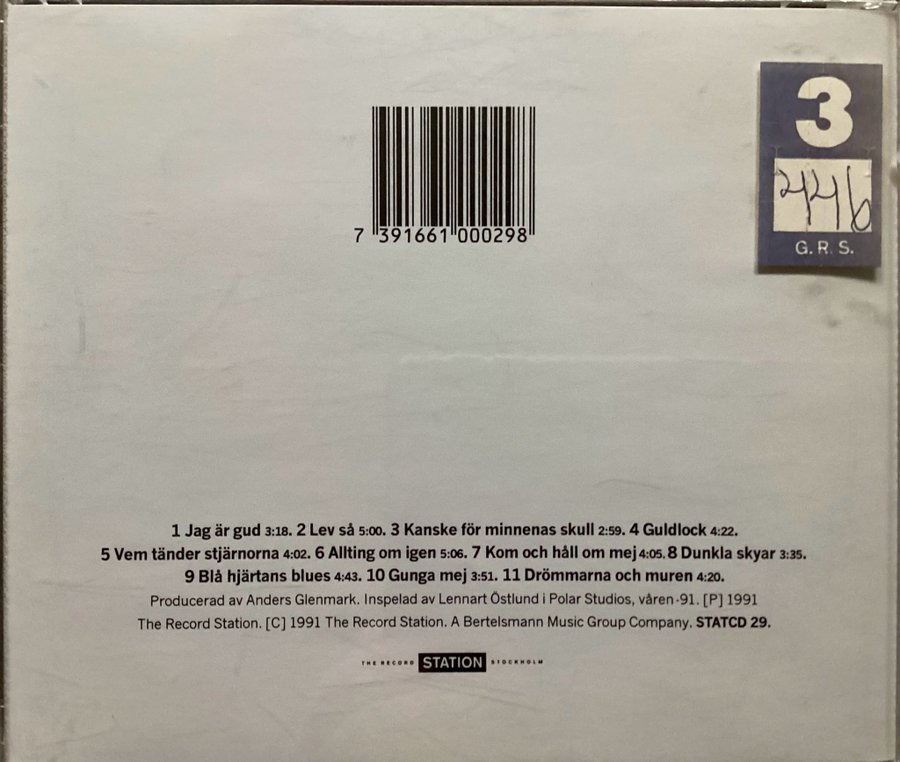 3
446
G. R. S.
7 391661 000298
1 Jag är gud 3:18. 2 Lev så 5:00. 3 Kanske för minnenas skull 2:59. 4 Guldlock 4:22.
5 Vem tänder stjärnorna 4:02. 6 Allting om igen 5:06. 7 Kom och håll om mej 4:05. 8 Dunkla skyar 3:35.
9 Blå hjärtans blues 4:43. 10 Gunga mej 3:51. 11 Drömmarna och muren 4:20.
Producerad av Anders Glenmark. Inspelad av Lennart Östlund i Polar Studios, våren -91. [P] 1991
The Record Station. [C] 1991 The Record Station. A Bertelsmann Music Group Company. STATCD 29.
THE RECORD STATION STOCKHOLM